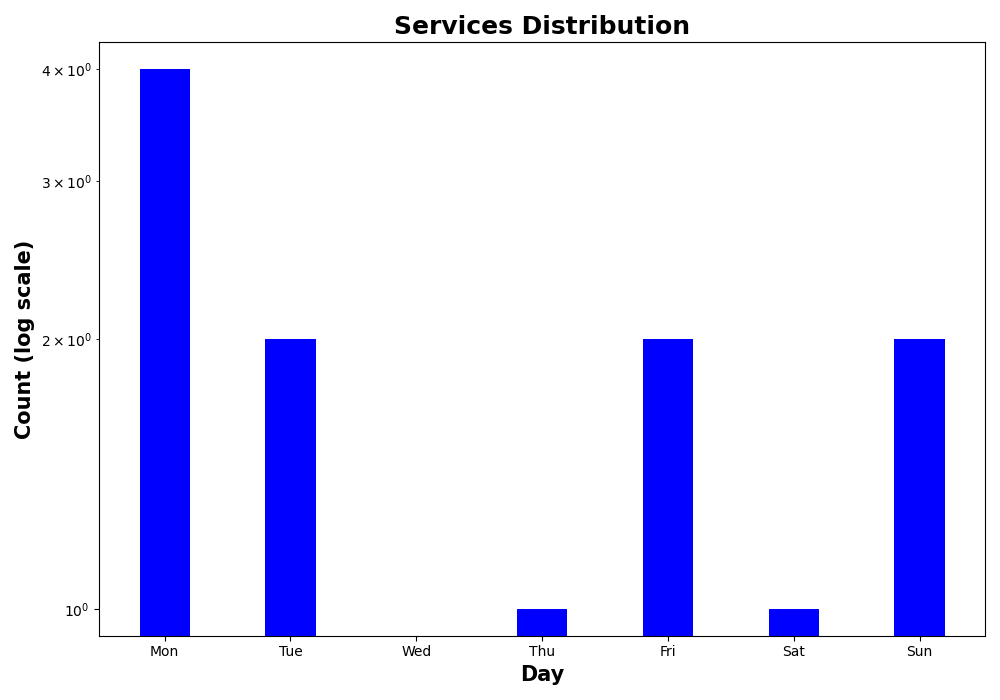 Services Distribution
4 × 10⁰
3 × 10⁰
2 × 10⁰
10⁰
Count (log scale)
Mon Tue Wed Thu Fri Sat Sun
Day